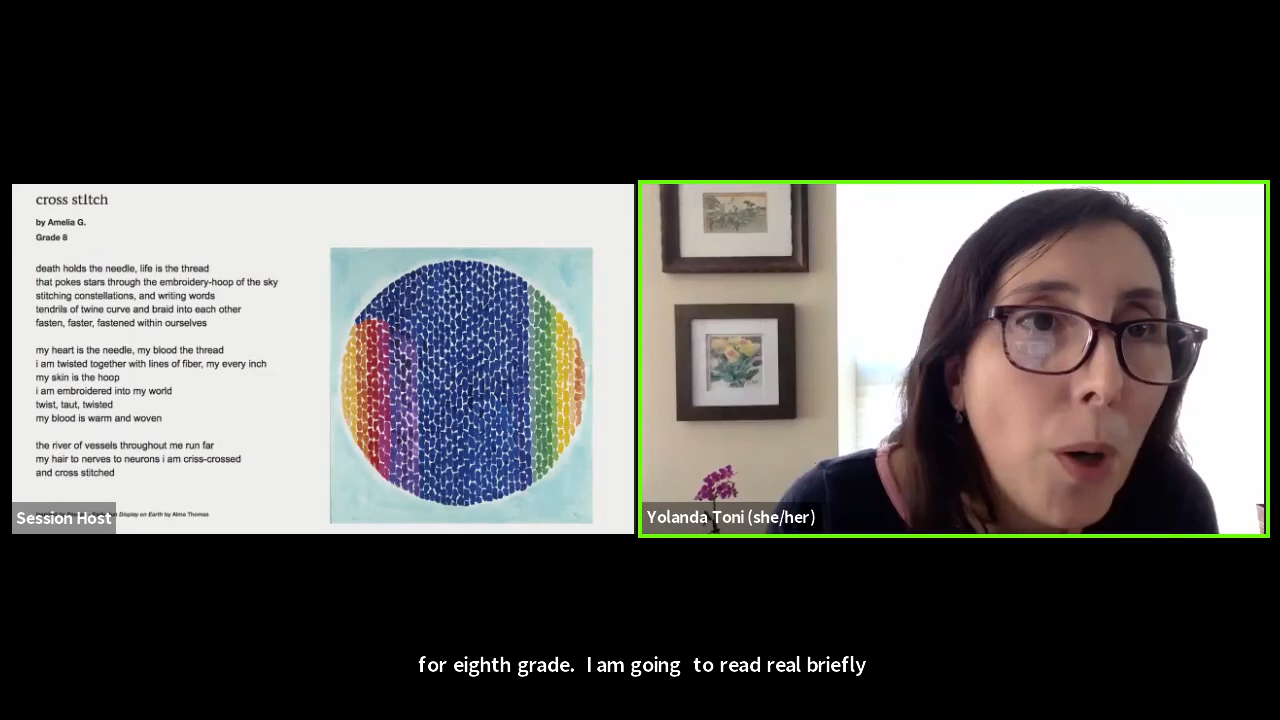 cross stItch
by Amelia G.
Grade 8
death holds the needle, life is the thread
that pokes stars through the embroidery-hoop of the sky
stitching constellations, and writing words
tendrils of twine curve and braid into each other
fasten, faster, fastened within ourselves
my heart is the needle, my blood the thread
i am twisted together with lines of fiber, my every inch
my skin is the hoop
i am embroidered into my world
twist, taut, twisted
my blood is warm and woven
the river of vessels throughout me run far
my hair to nerves to neurons i am criss-crossed
and cross stitched
Display on Earth by Alma Thomas
Session Host
Yolanda Toni (she/her)
for eighth grade. I am going to read real briefly